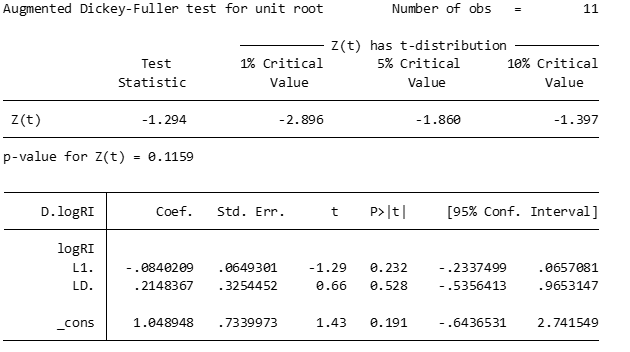 Augmented Dickey-Fuller test for unit root Number of obs = 11
Z(t) has t-distribution
Test 1% Critical 5% Critical 10% Critical
Statistic Value Value Value
Z(t) -1.294 -2.896 -1.860 -1.397
p-value for Z(t) = 0.1159
D.logRI Coef. Std. Err. t P>|t| [95% Conf. Interval]
logRI
L1. -.0840209 .0649301 -1.29 0.232 -.2337499 .0657081
LD. .2148367 .3254452 0.66 0.528 -.5356413 .9653147
_cons 1.048948 .7339973 1.43 0.191 -.6436531 2.741549